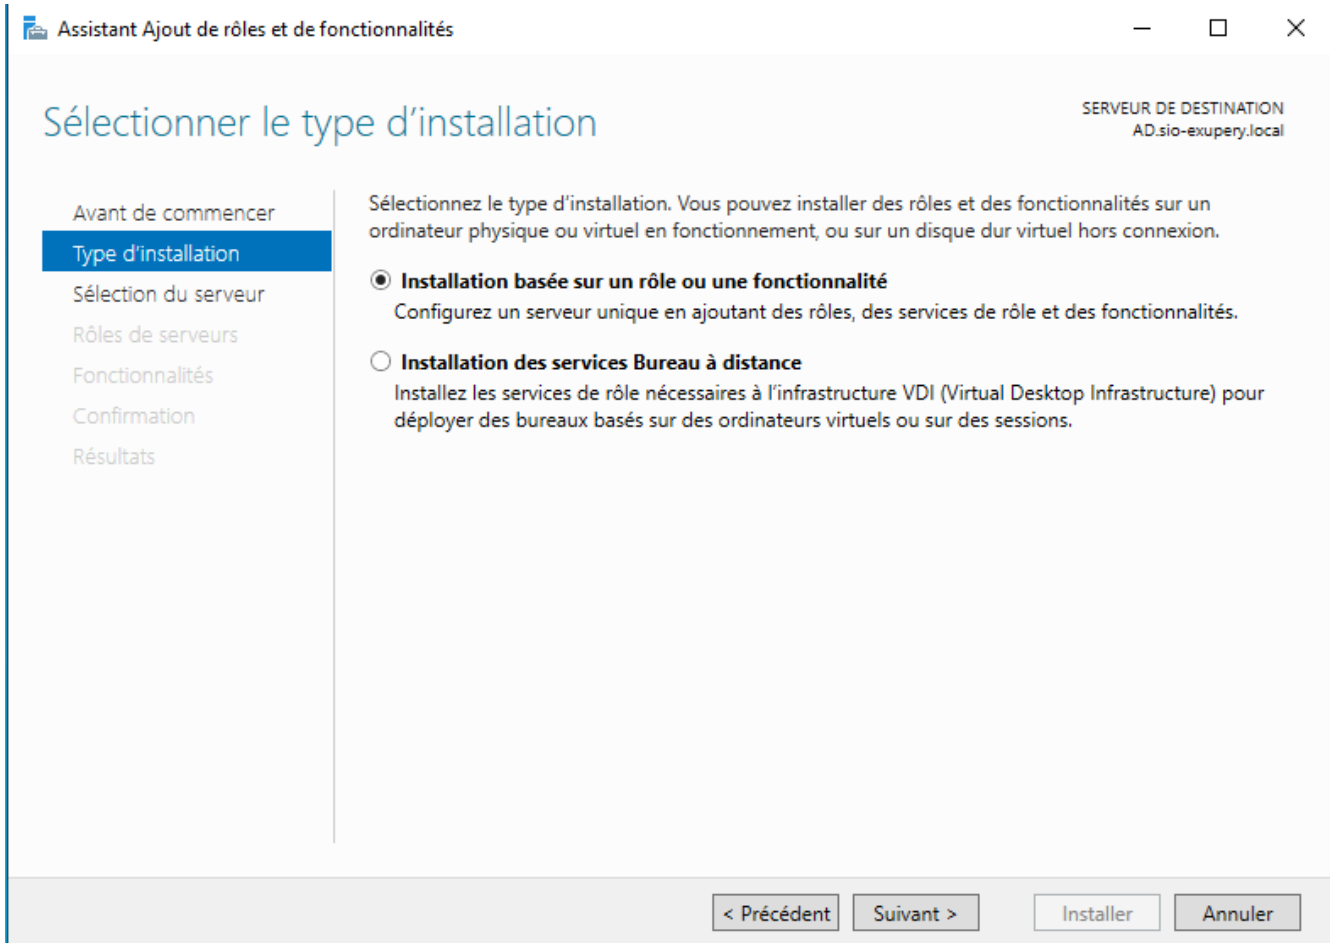 Assistant Ajout de rôles et de fonctionnalités
Sélectionner le type d'installation
SERVEUR DE DESTINATION
AD.sio-exupery.local
Avant de commencer
Type d'installation
Sélection du serveur
Rôles de serveurs
Fonctionnalités
Confirmation
Résultats
Sélectionnez le type d'installation. Vous pouvez installer des rôles et des fonctionnalités sur un
ordinateur physique ou virtuel en fonctionnement, ou sur un disque dur virtuel hors connexion.
Installation basée sur un rôle ou une fonctionnalité
Configurez un serveur unique en ajoutant des rôles, des services de rôle et des fonctionnalités.
Installation des services Bureau à distance
Installez les services de rôle nécessaires à l'infrastructure VDI (Virtual Desktop Infrastructure) pour
déployer des bureaux basés sur des ordinateurs virtuels ou sur des sessions.
< Précédent
Suivant >
Installer
Annuler